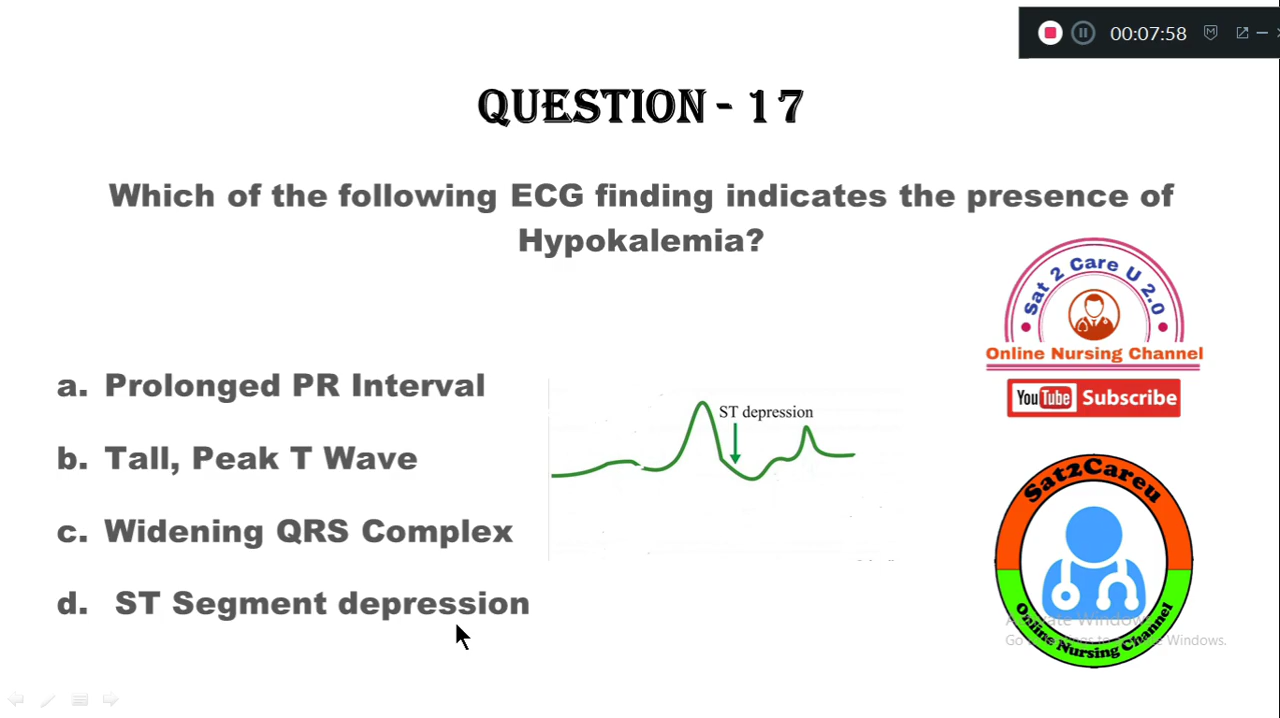 00:07:58
QUESTION - 17
Which of the following ECG finding indicates the presence of
Hypokalemia?
Sat 2 Care U 2.0
Online Nursing Channel
YouTube Subscribe
a. Prolonged PR Interval
b. Tall, Peak T Wave
c. Widening QRS Complex
d. ST Segment depression
ST depression
Sat2Careu
Online Nursing Channel